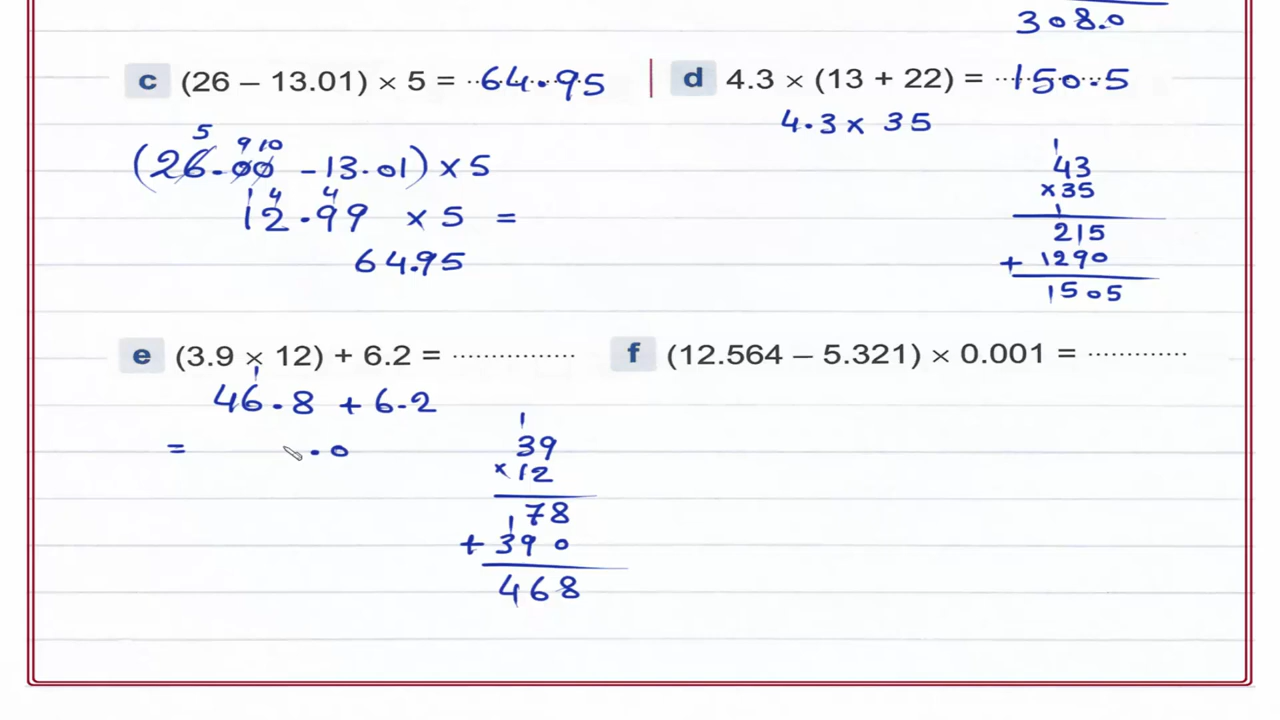 308.0
c (26 – 13.01) × 5 = 64.95
5 9 10
(26.00 - 13.01) × 5
1 4 4
12.99 × 5 =
64.95
d 4.3 × (13 + 22) = 150.5
4.3 × 35
1
43
×35
1
215
+ 1290
1505
e (3.9 × 12) + 6.2 = ...............
1
46.8 + 6.2
= .0
1
39
×12
78
1
+ 390
468
f (12.564 – 5.321) × 0.001 = .............